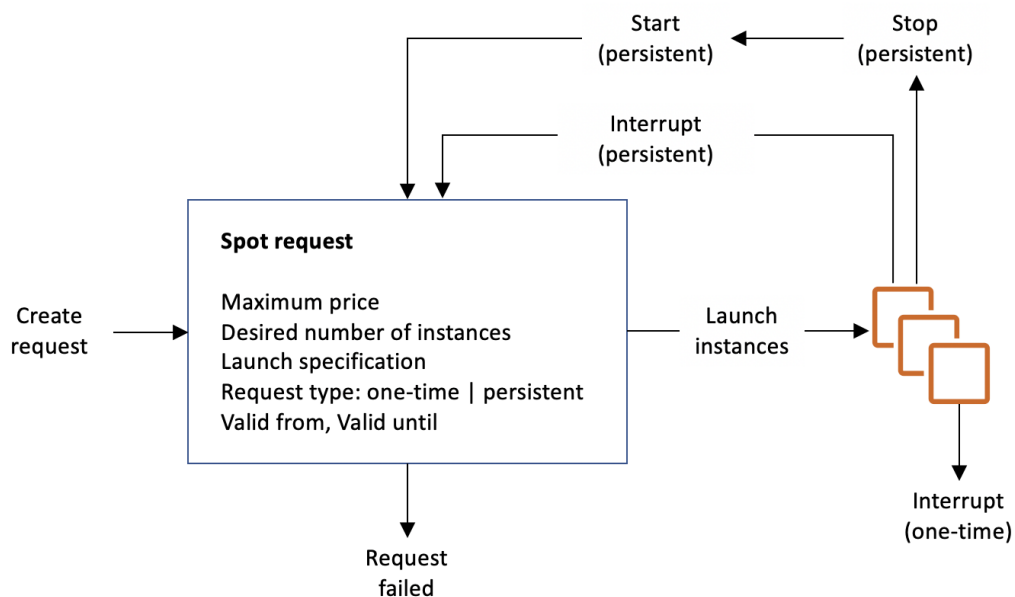 Start
(persistent)
Stop
(persistent)
Interrupt
(persistent)
Spot request
Maximum price
Desired number of instances
Launch specification
Request type: one-time | persistent
Valid from, Valid until
Create
request
Launch
instances
Interrupt
(one-time)
Request
failed